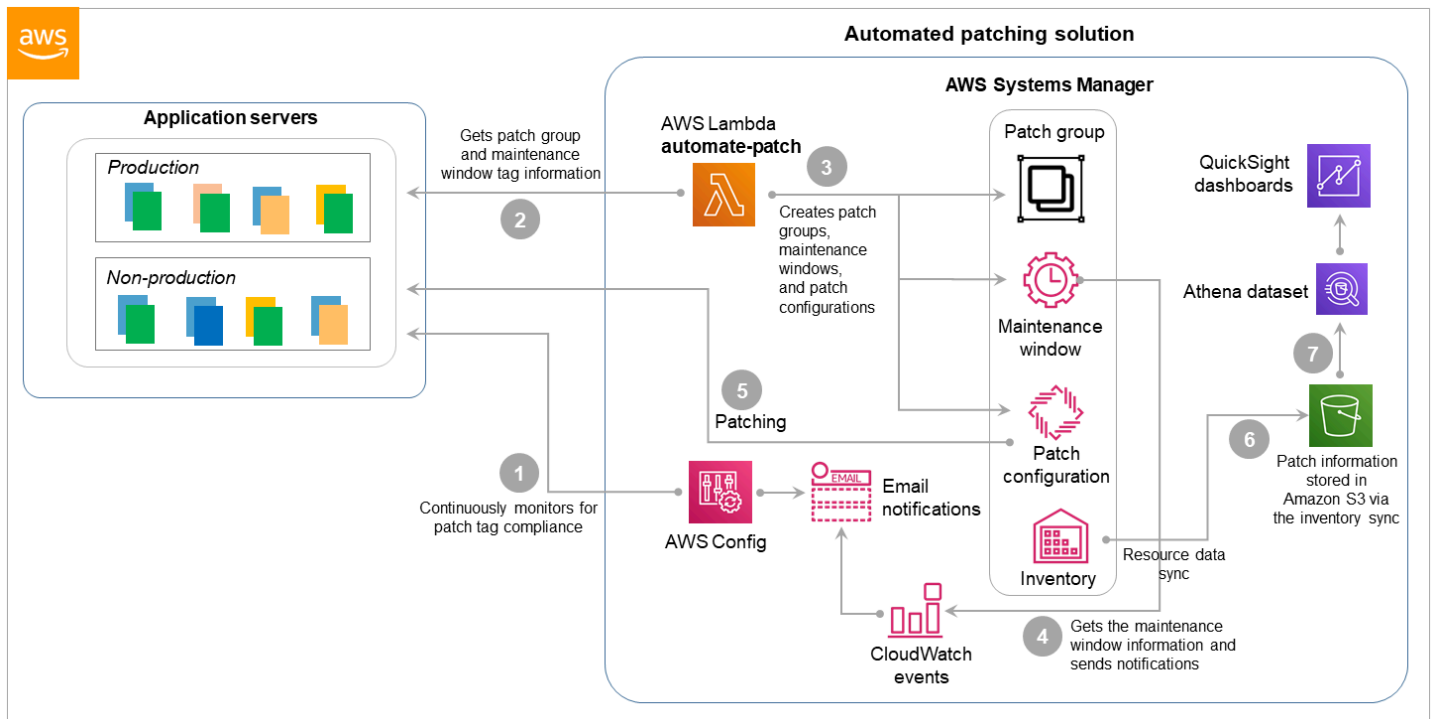 aws
Automated patching solution
Application servers
Production
Non-production
Gets patch group
and maintenance
window tag information
2
AWS Lambda
automate-patch
3
Creates patch
groups,
maintenance
windows,
and patch
configurations
AWS Systems Manager
Patch group
Maintenance
window
Patch
configuration
Inventory
5
Patching
1
Continuously monitors for
patch tag compliance
AWS Config
EMAIL
Email
notifications
CloudWatch
events
4
Gets the maintenance
window information and
sends notifications
Resource data
sync
6
Patch information
stored in
Amazon S3 via
the inventory sync
7
Athena dataset
QuickSight
dashboards